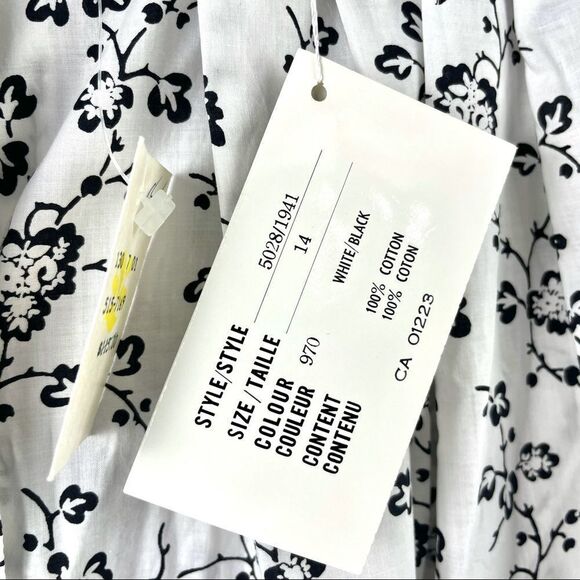 STYLE/STYLE 5028/1941
SIZE / TAILLE 14
COLOUR
COULEUR 970 WHITE/BLACK
CONTENT 100% COTTON
CONTENU 100% COTON
CA 01223